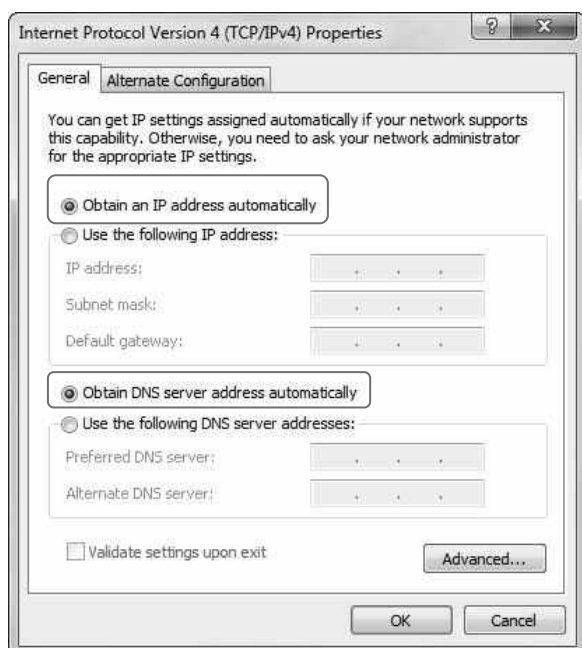 Internet Protocol Version 4 (TCP/IPv4) Properties
?
General
Alternate Configuration
You can get IP settings assigned automatically if your network supports
this capability. Otherwise, you need to ask your network administrator
for the appropriate IP settings.
Obtain an IP address automatically
Use the following IP address:
IP address:
Subnet mask:
Default gateway:
Obtain DNS server address automatically
Use the following DNS server addresses:
Preferred DNS server:
Alternate DNS server:
Validate settings upon exit
Advanced...
OK
Cancel